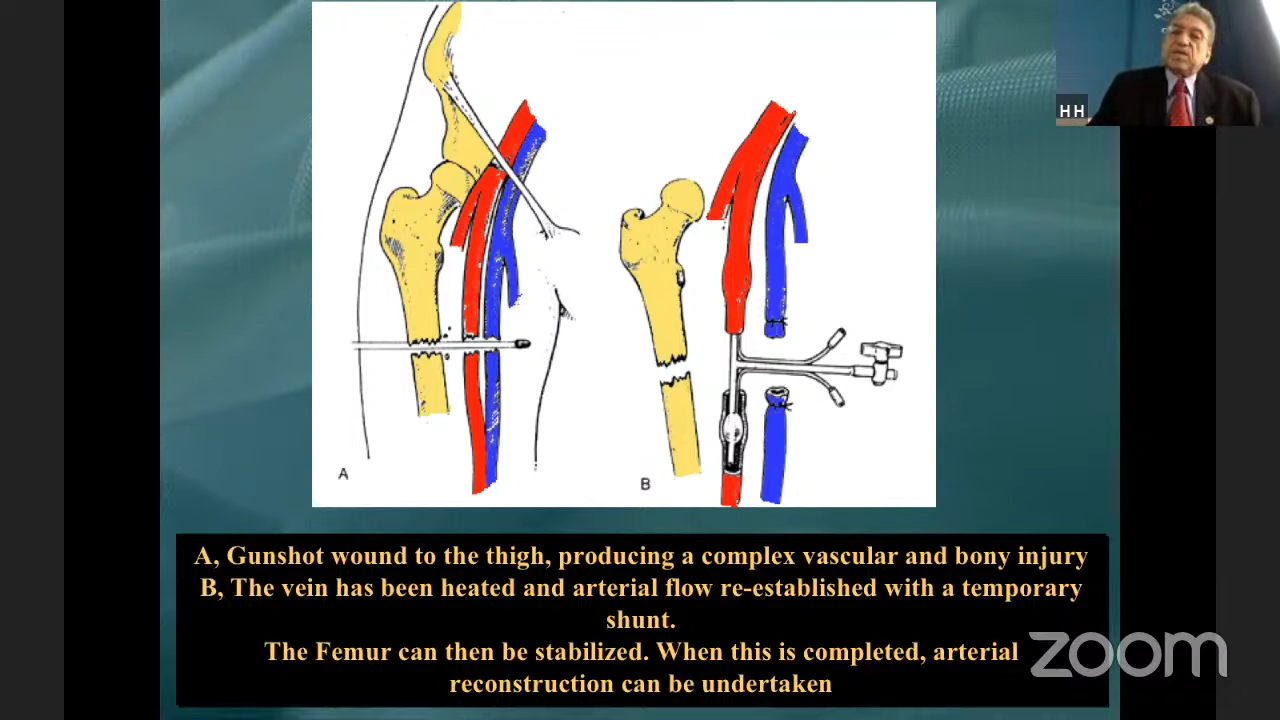 HH
A
B
A, Gunshot wound to the thigh, producing a complex vascular and bony injury
B, The vein has been heated and arterial flow re-established with a temporary
shunt.
The Femur can then be stabilized. When this is completed, arterial
reconstruction can be undertaken
zoom